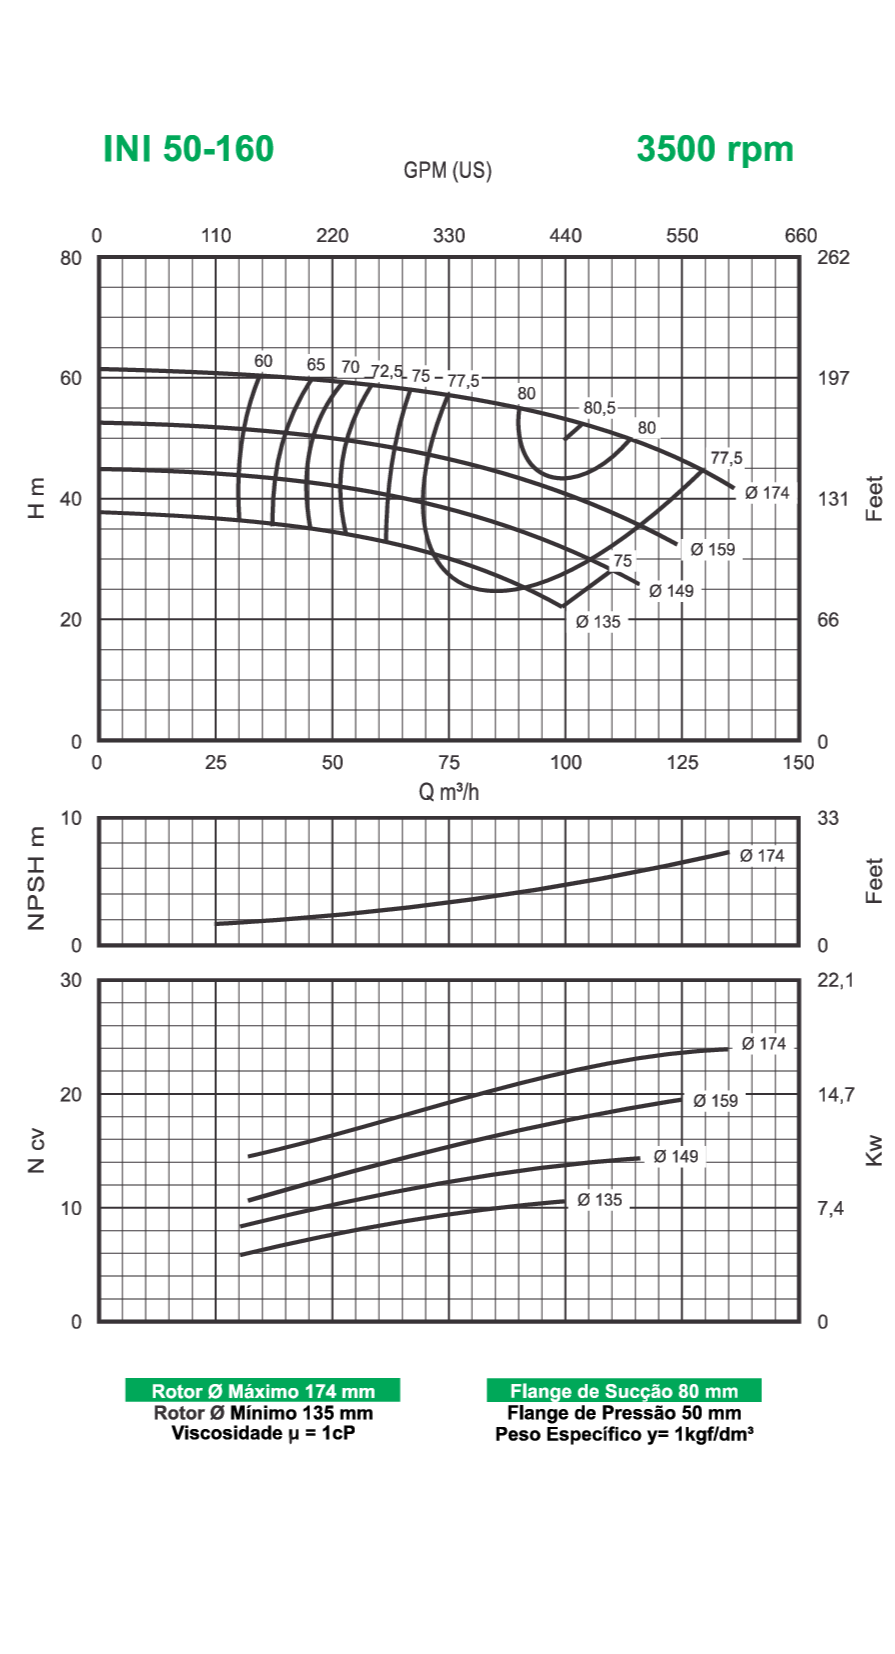 INI 50-160 3500 rpm
GPM (US)
0 110 220 330 440 550 660
80 262
60 65 70 72,5 75 77,5 80 80,5 80 77,5
60 197
Ø 174
H m 40 131 Feet
Ø 159
75
Ø 149
20 Ø 135 66
0 0
0 25 50 75 100 125 150
Q m³/h
10 33
NPSH m Ø 174 Feet
0 0
30 22,1
Ø 174
20 Ø 159 14,7
N cv Ø 149 Kw
10 Ø 135 7,4
0 0
Rotor Ø Máximo 174 mm
Rotor Ø Mínimo 135 mm
Viscosidade µ = 1cP
Flange de Sucção 80 mm
Flange de Pressão 50 mm
Peso Específico y= 1kgf/dm³